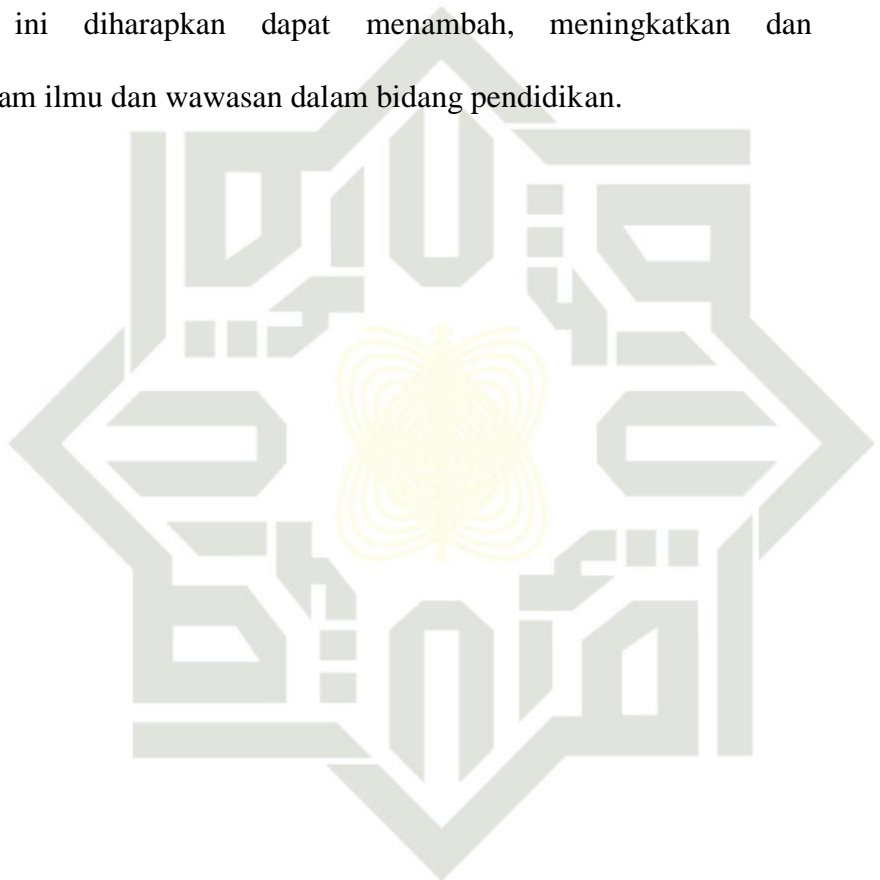 ini diharapkan dapat menambah, meningkatkan dan
am ilmu dan wawasan dalam bidang pendidikan.